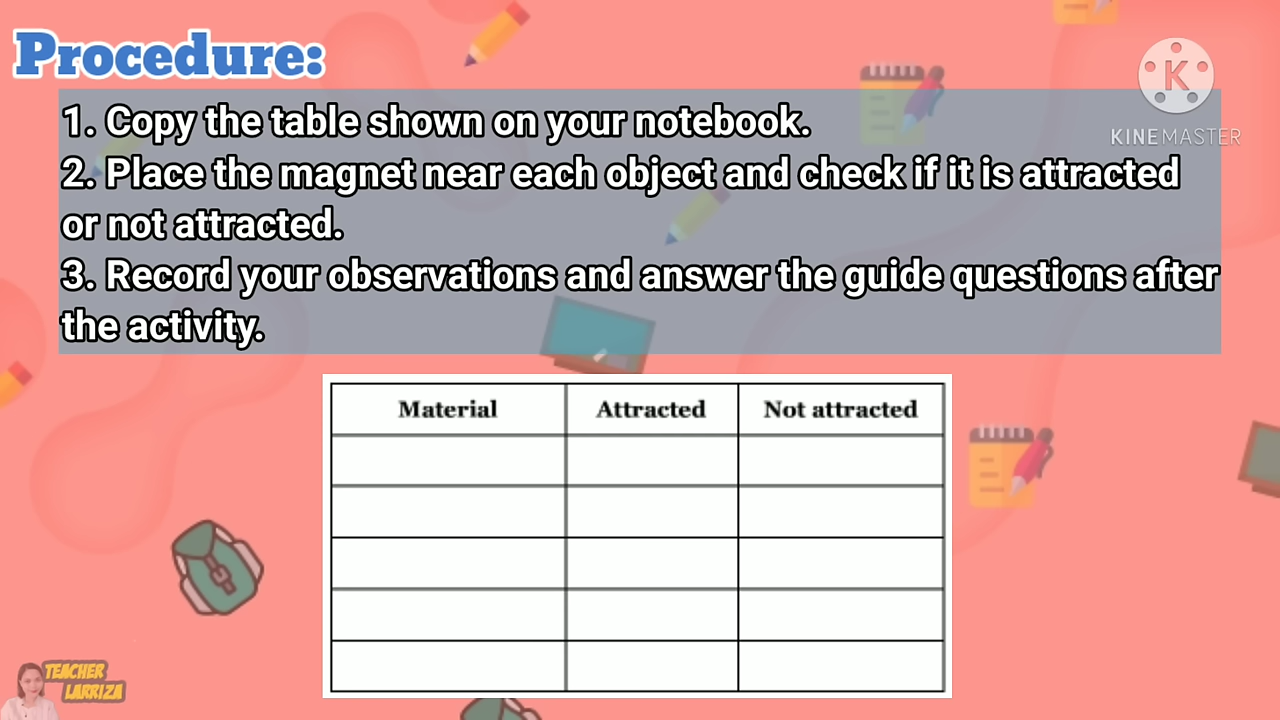 Procedure:
1. Copy the table shown on your notebook.
2. Place the magnet near each object and check if it is attracted
or not attracted.
3. Record your observations and answer the guide questions after
the activity.
K
KINEMASTER
Material Attracted Not attracted
TEACHER
LARRIZA